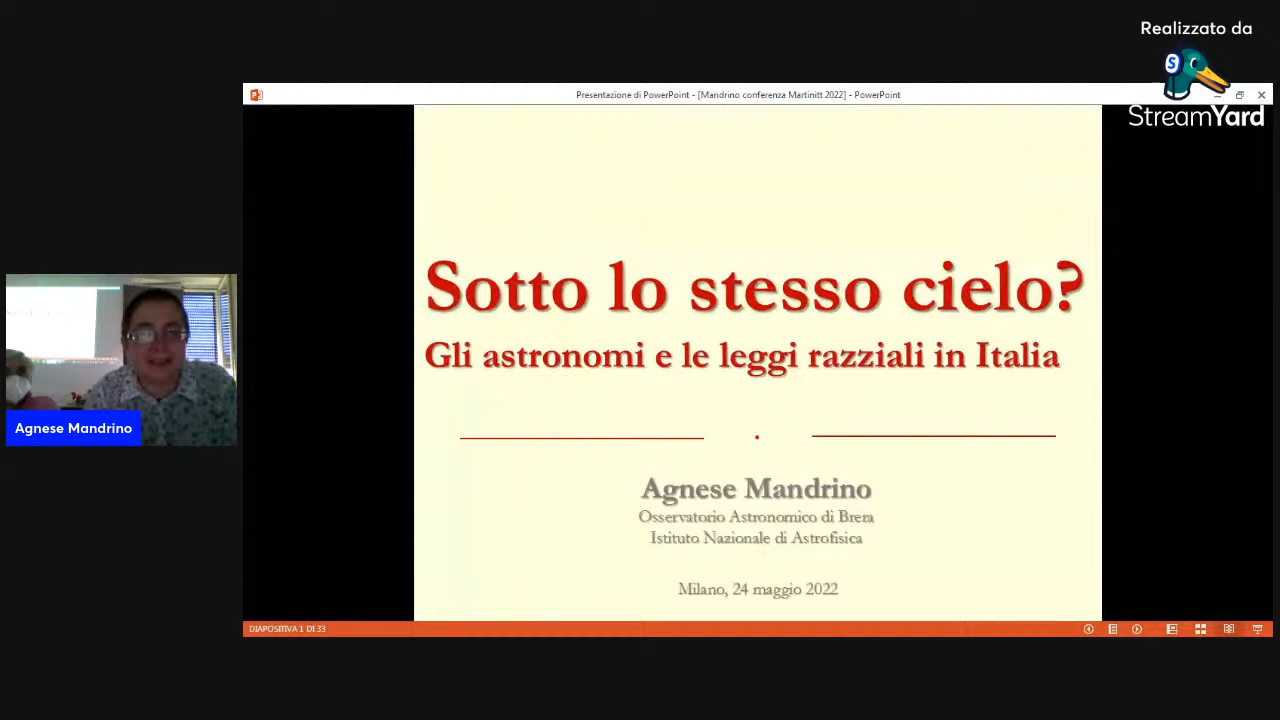 Realizzato da
StreamYard
Presentazione di PowerPoint - [Mandrino conferenza Martinitt 2022] - PowerPoint
Sotto lo stesso cielo?
Gli astronomi e le leggi razziali in Italia
Agnese Mandrino
Osservatorio Astronomico di Brera
Istituto Nazionale di Astrofisica
Milano, 24 maggio 2022
Agnese Mandrino
DIAPOSITIVA 1 DI 33